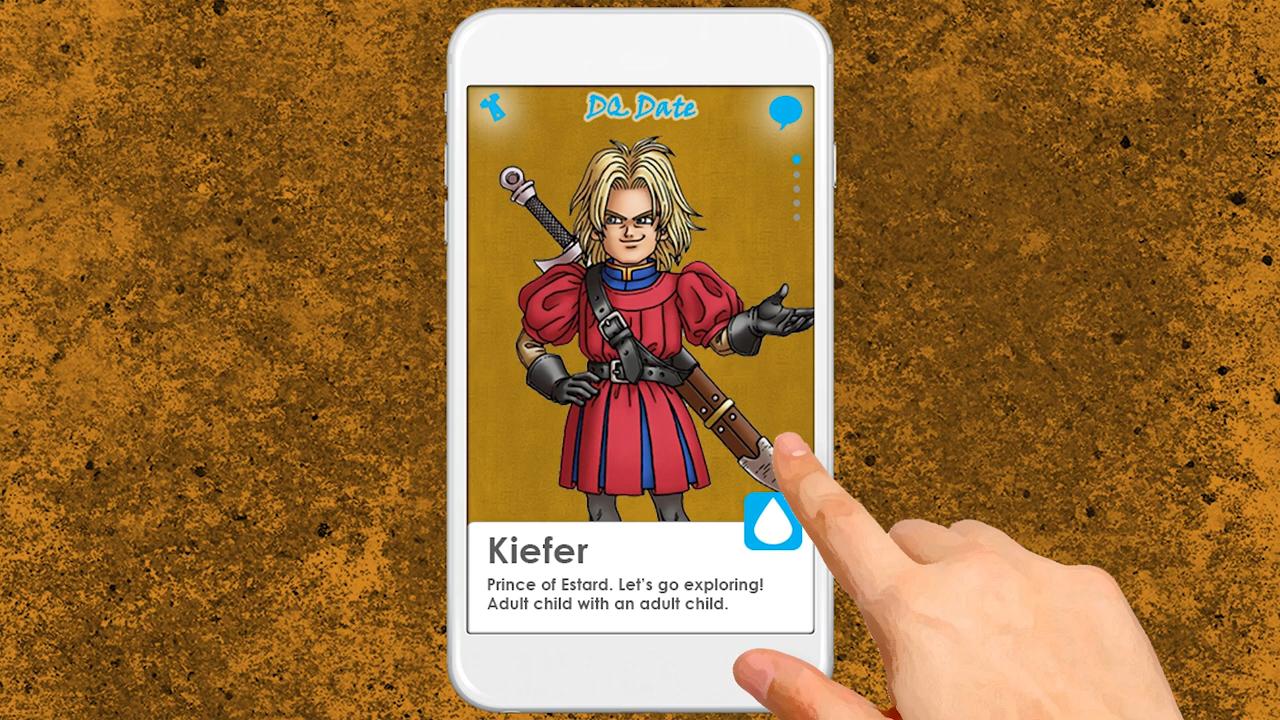 DQ Date
Kiefer
Prince of Estard. Let's go exploring!
Adult child with an adult child.